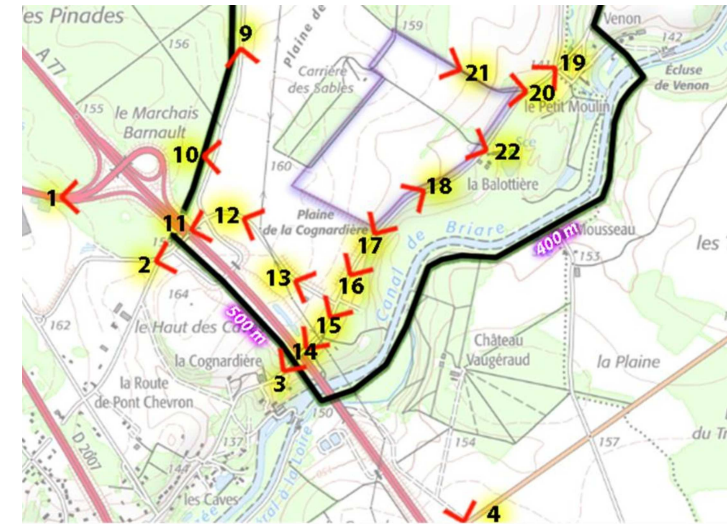 es Pinades
A 77
156
155
le Marchais
Barnault
9
Plaine de
Carrière
des Sables
159
160
21
141
19
20
Venon
142
Écluse
de Venon
le Petit Moulin
22
la Balottière
18
10
1
11
12
Plaine
de la Cognardière
17
2
164
13
16
15
14
Canal de Briare
400 m
Mousseau
153
les
500 m
162
le Haut des
la Cognardière
3
150
la Route
de Pont Chevron
D 2007
137
144
les Caves
Château
Vaugéraud
la Plaine
154
157
du
4